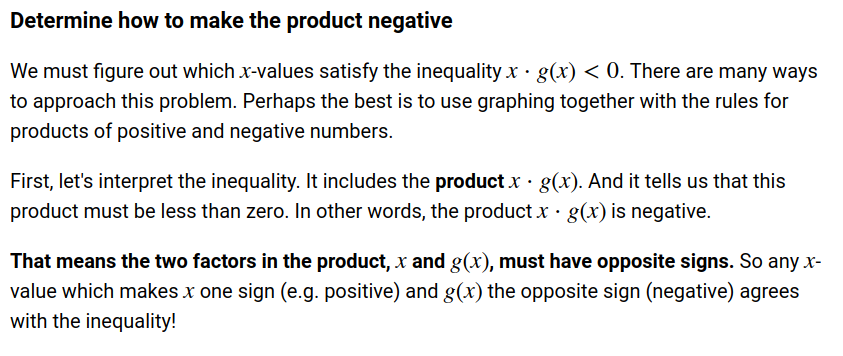 Determine how to make the product negative
We must figure out which x-values satisfy the inequality x · g(x) < 0. There are many ways
to approach this problem. Perhaps the best is to use graphing together with the rules for
products of positive and negative numbers.
First, let's interpret the inequality. It includes the product x · g(x). And it tells us that this
product must be less than zero. In other words, the product x · g(x) is negative.
That means the two factors in the product, x and g(x), must have opposite signs. So any x-
value which makes x one sign (e.g. positive) and g(x) the opposite sign (negative) agrees
with the inequality!